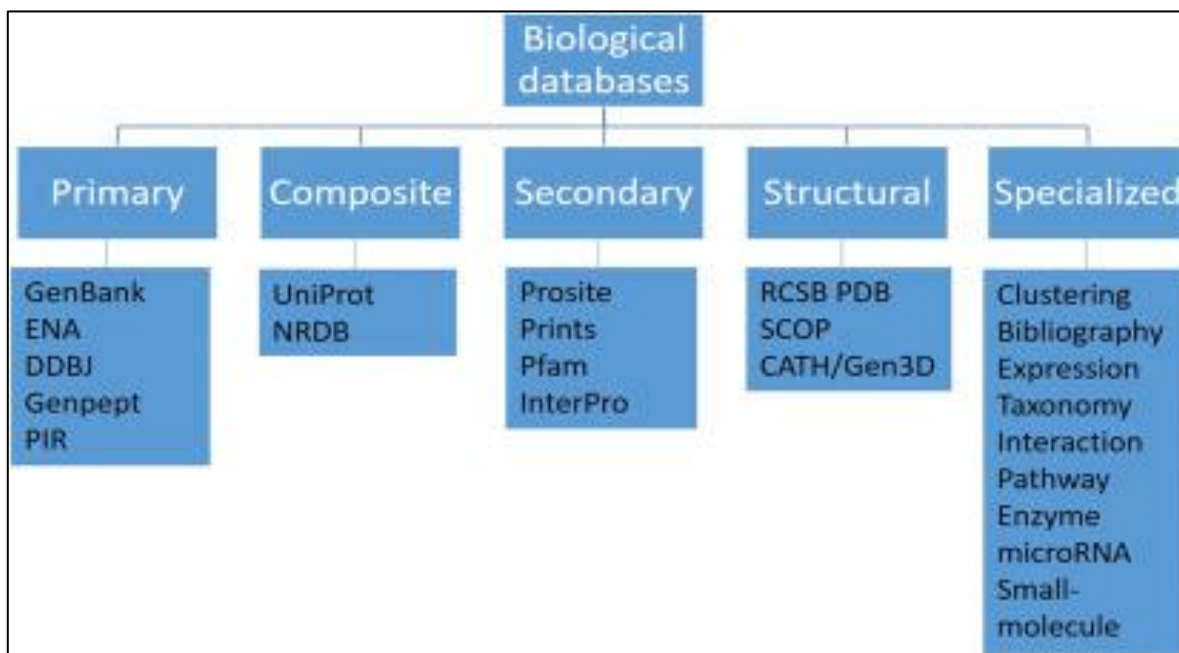 Biological
databases
Primary
Composite
Secondary
Structural
Specialized
GenBank
ENA
DDBJ
Genpept
PIR
UniProt
NRDB
Prosite
Prints
Pfam
InterPro
RCSB PDB
SCOP
CATH/Gen3D
Clustering
Bibliography
Expression
Taxonomy
Interaction
Pathway
Enzyme
microRNA
Small-
molecule